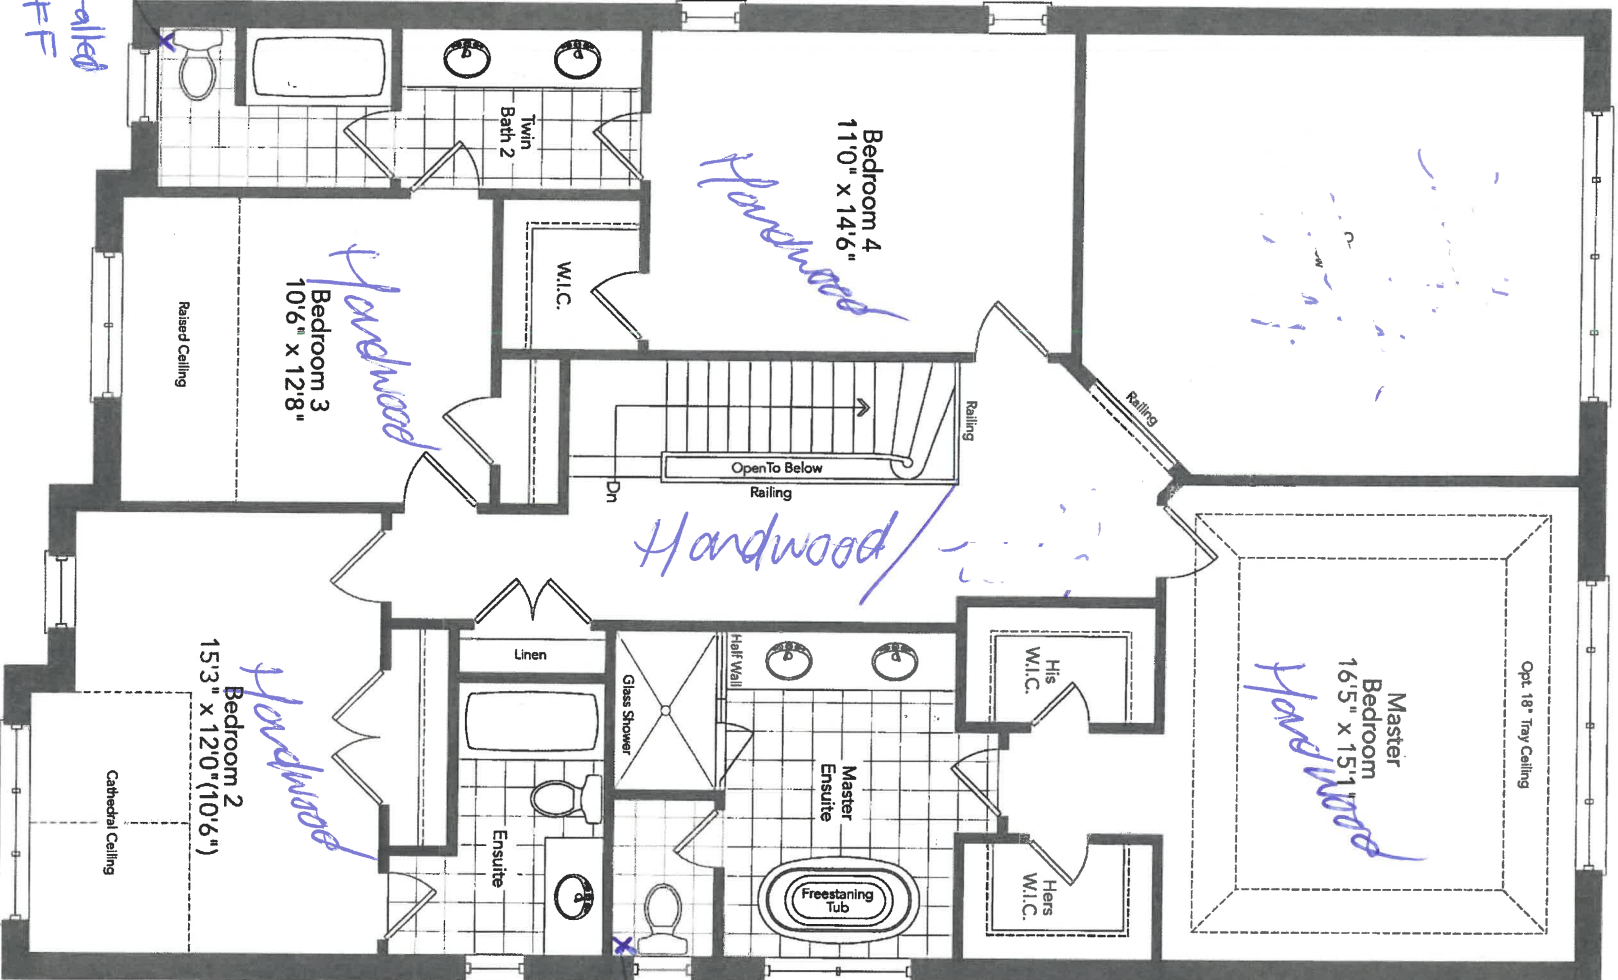 FF
Twin
Bath 2
Bedroom 4
11'0" x 14'6"
Hardwood
W.I.C.
Raised Ceiling
Bedroom 3
10'6" x 12'8"
Hardwood
Railing
Railing
Open To Below
Railing
Dn
Hardwood
Linen
Glass Shower
Half Wall
His
W.I.C.
Master
Bedroom
16'5" x 15'1"
Hardwood
Opt. 18" Tray Ceiling
Bedroom 2
15'3" x 12'0"(10'6")
Hardwood
Cathedral Ceiling
Ensuite
Master
Ensuite
Freestaning
Tub
Hers
W.I.C.